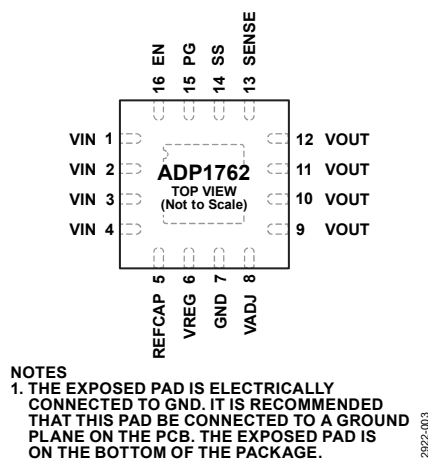 16 EN
15 PG
14 SS
13 SENSE
VIN 1
VIN 2
VIN 3
VIN 4
ADP1762
TOP VIEW
(Not to Scale)
12 VOUT
11 VOUT
10 VOUT
9 VOUT
REFCAP 5
VREG 6
GND 7
VADJ 8
NOTES
1. THE EXPOSED PAD IS ELECTRICALLY
CONNECTED TO GND. IT IS RECOMMENDED
THAT THIS PAD BE CONNECTED TO A GROUND
PLANE ON THE PCB. THE EXPOSED PAD IS
ON THE BOTTOM OF THE PACKAGE.
2922-003